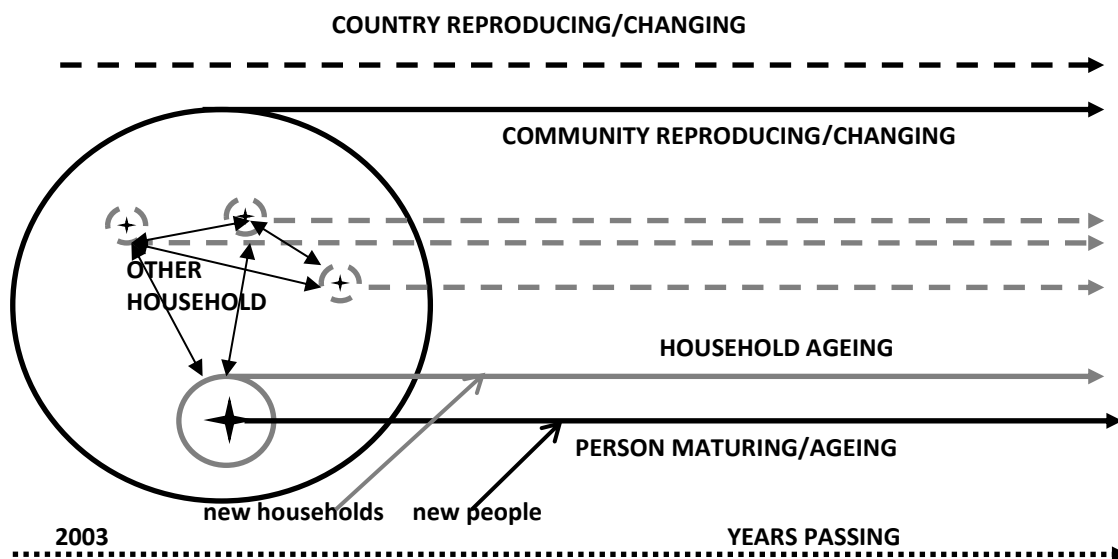 COUNTRY REPRODUCING/CHANGING
COMMUNITY REPRODUCING/CHANGING
OTHER
HOUSEHOLD
HOUSEHOLD AGEING
PERSON MATURING/AGEING
new households
new people
2003
YEARS PASSING